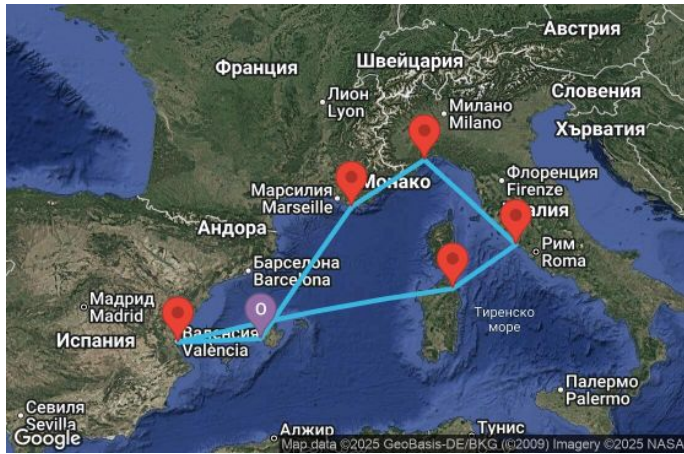 Австрия
Швейцария
Франция
Словения
Лион
Lyon
Милано
Milano
Хърватия
Флоренция
Firenze
Марсилия
Marseille
Монако
Андора
Рим
Roma
Барселона
Barcelona
Мадрид
Madrid
O
Тиренско
море
Испания
Валенсия
València
Палермо
Palermo
Севиля
Sevilla
Алжир
Тунис
Google
Map data ©2025 GeoBasis-DE/BKG (©2009) Imagery ©2025 NASA